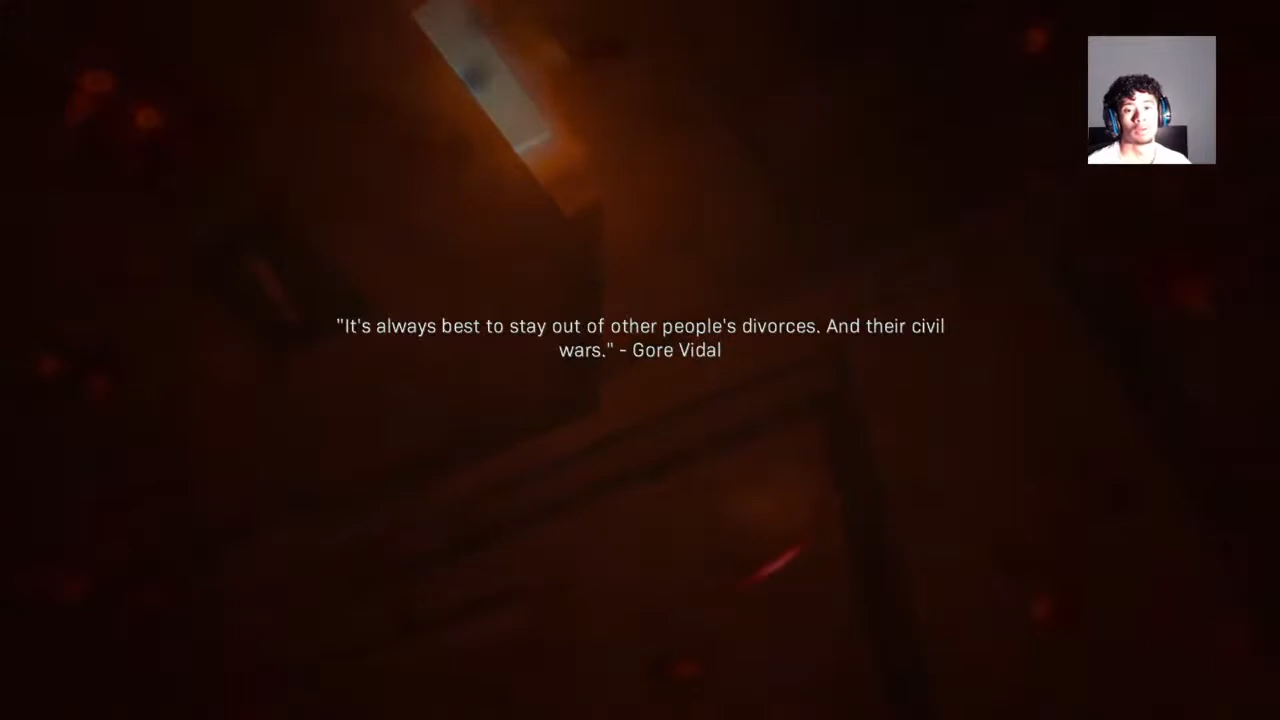 "It's always best to stay out of other people's divorces. And their civil
wars." - Gore Vidal